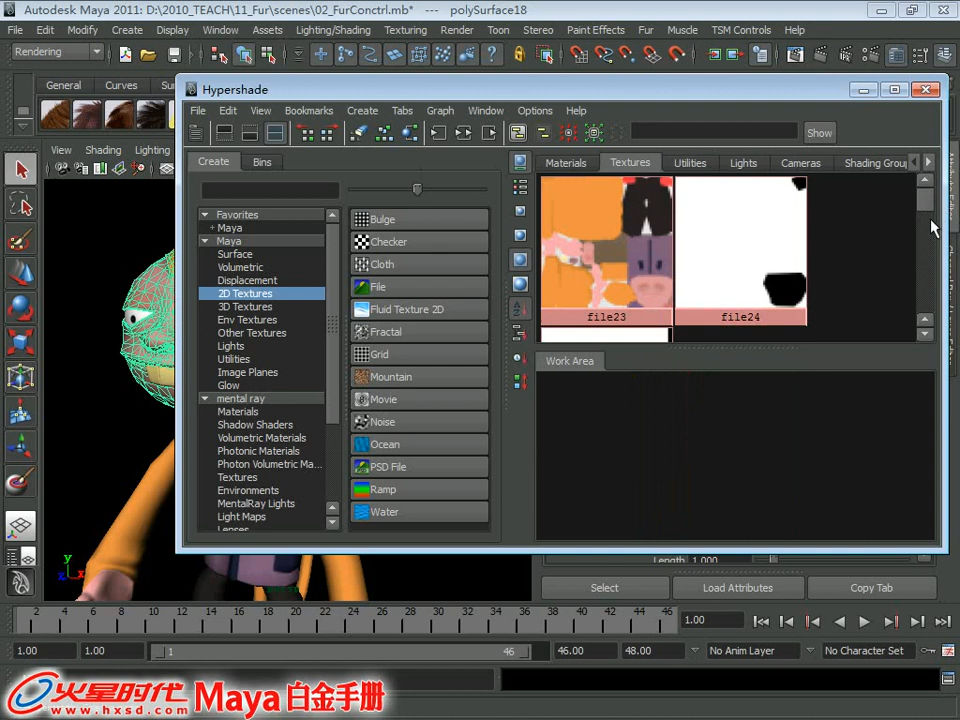 Autodesk Maya 2011: D:\2010_TEACH\11_Fur\scenes\02_FurConctrl.mb* --- polySurface18
File Edit Modify Create Display Window Assets Lighting/Shading Texturing Render Toon Stereo Paint Effects Fur Muscle TSM Controls Help
Rendering
General Curves Su
View Shading Lighting
Hypershade
File Edit View Bookmarks Create Tabs Graph Window Options Help
Show
Create Bins
Materials Textures Utilities Lights Cameras Shading Group
Favorites
+ Maya
Maya
Surface
Volumetric
Displacement
2D Textures
3D Textures
Env Textures
Other Textures
Lights
Utilities
Image Planes
Glow
mental ray
Materials
Shadow Shaders
Volumetric Materials
Photonic Materials
Photon Volumetric Ma...
Textures
Environments
MentalRay Lights
Light Maps
Lenses
Bulge
Checker
Cloth
File
Fluid Texture 2D
Fractal
Grid
Mountain
Movie
Noise
Ocean
PSD File
Ramp
Water
file23 file24
Work Area
Length 1.000
Select Load Attributes Copy Tab
y
z x
2 4 6 8 10 12 14 16 18 20 22 24 26 28 30 32 34 36 38 40 42 44 46
1.00
1.00 1.00 1 46 46.00 48.00 No Anim Layer No Character Set
火星时代 Maya白金手册
www.hxsd.com